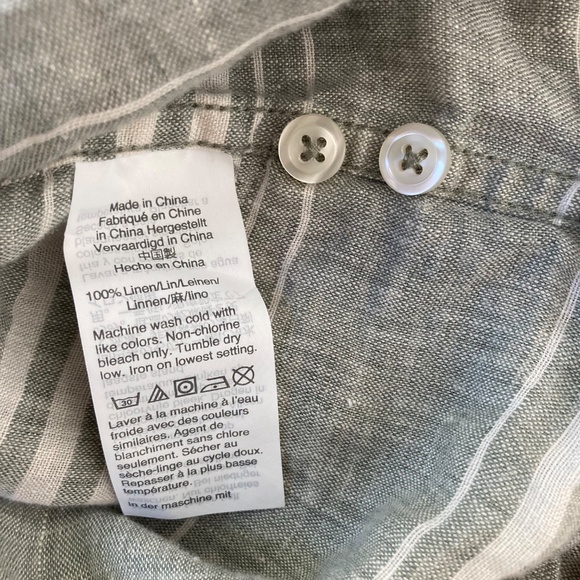 Made in China
Fabriqué en Chine
in China Hergestellt
Vervaardigd in China
中国製
Hecho en China
100% Linen/Lin/Leinen/
Linnen/麻/lino
Machine wash cold with
like colors. Non-chlorine
bleach only. Tumble dry
low. Iron on lowest setting.
30
Laver à la machine à l'eau
froide avec des couleurs
similaires. Agent de
blanchiment sans chlore
seulement. Sécher au
sèche-linge au cycle doux.
Repasser à la plus basse
température.
in der maschine mit